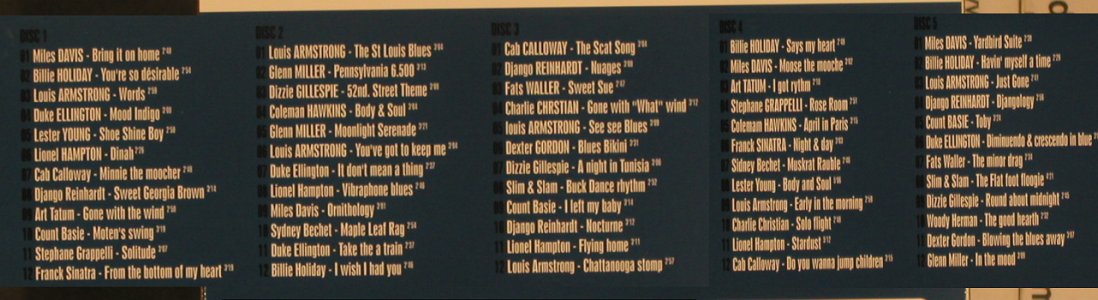 DISC 1
01 Miles DAVIS - Bring it on home
02 Billie HOLIDAY - You're so désirable
03 Louis ARMSTRONG - Words
04 Duke ELLINGTON - Mood Indigo
05 Lester YOUNG - Shoe Shine Boy
06 Lionel HAMPTON - Dinah
07 Cab Calloway - Minnie the moocher
08 Django Reinhardt - Sweet Georgia Brown
09 Art Tatum - Gone with the wind
10 Count Basie - Moten's swing
11 Stephane Grappelli - Solitude
12 Franck Sinatra - From the bottom of my heart
DISC 2
01 Louis ARMSTRONG - The St Louis Blues
02 Glenn MILLER - Pennsylvania 6.500
03 Dizzie GILLESPIE - 52nd. Street Theme
04 Coleman HAWKINS - Body & Soul
05 Glenn MILLER - Moonlight Serenade
06 Louis ARMSTRONG - You've got to keep me
07 Duke Ellington - It don't mean a thing
08 Lionel Hampton - Vibraphone blues
09 Miles Davis - Ornithology
10 Sydney Bechet - Maple Leaf Rag
11 Duke Ellington - Take the a train
12 Billie Holiday - I wish I had you
DISC 3
01 Cab CALLOWAY - The Scat Song
02 Django REINHARDT - Nuages
03 Fats WALLER - Sweet Sue
04 Charlie CHRSTIAN - Gone with "What" wind
05 louis ARMSTRONG - See see Blues
06 Dexter GORDON - Blues Bikini
07 Dizzie Gillespie - A night in Tunisia
08 Slim & Slam - Buck Dance rhythm
09 Count Basie - I left my baby
10 Django Reinhardt - Nocturne
11 Lionel Hampton - Flying home
12 Louis Armstrong - Chattanooga stomp
DISC 4
01 Billie HOLIDAY - Says my heart
02 Miles DAVIS - Moose the mooche
03 Art TATUM - I got rythm
04 Stephane GRAPPELLI - Rose Room
05 Colemam HAWKINS - April in Paris
06 Franck SINATRA - Night & day
07 Sidney Bechet - Muskrat Ramble
08 Lester Young - Body and Soul
09 Louis Armstrong - Early in the morning
10 Charlie Christian - Solo flight
11 Lionel Hampton - Stardust
12 Cab Calloway - Do you wanna jump children
DISC 5
01 Miles DAVIS - Yardbird Suite
02 Billie HOLIDAY - Havin' myself a time
03 Louis ARMSTRONG - Just Gone
04 Django REINHARDT - Djangology
05 Count BASIE - Toby
06 Duke ELLINGTON - Diminuendo & crescendo in blue
07 Fats Waller - The minor drag
08 Slim & Slam - The Flat foot floogie
09 Dizzie Gillespie - Round about midnight
10 Woody Herman - The good hearth
11 Dexter Gordon - Blowing the blues away
12 Glenn Miller - In the mood